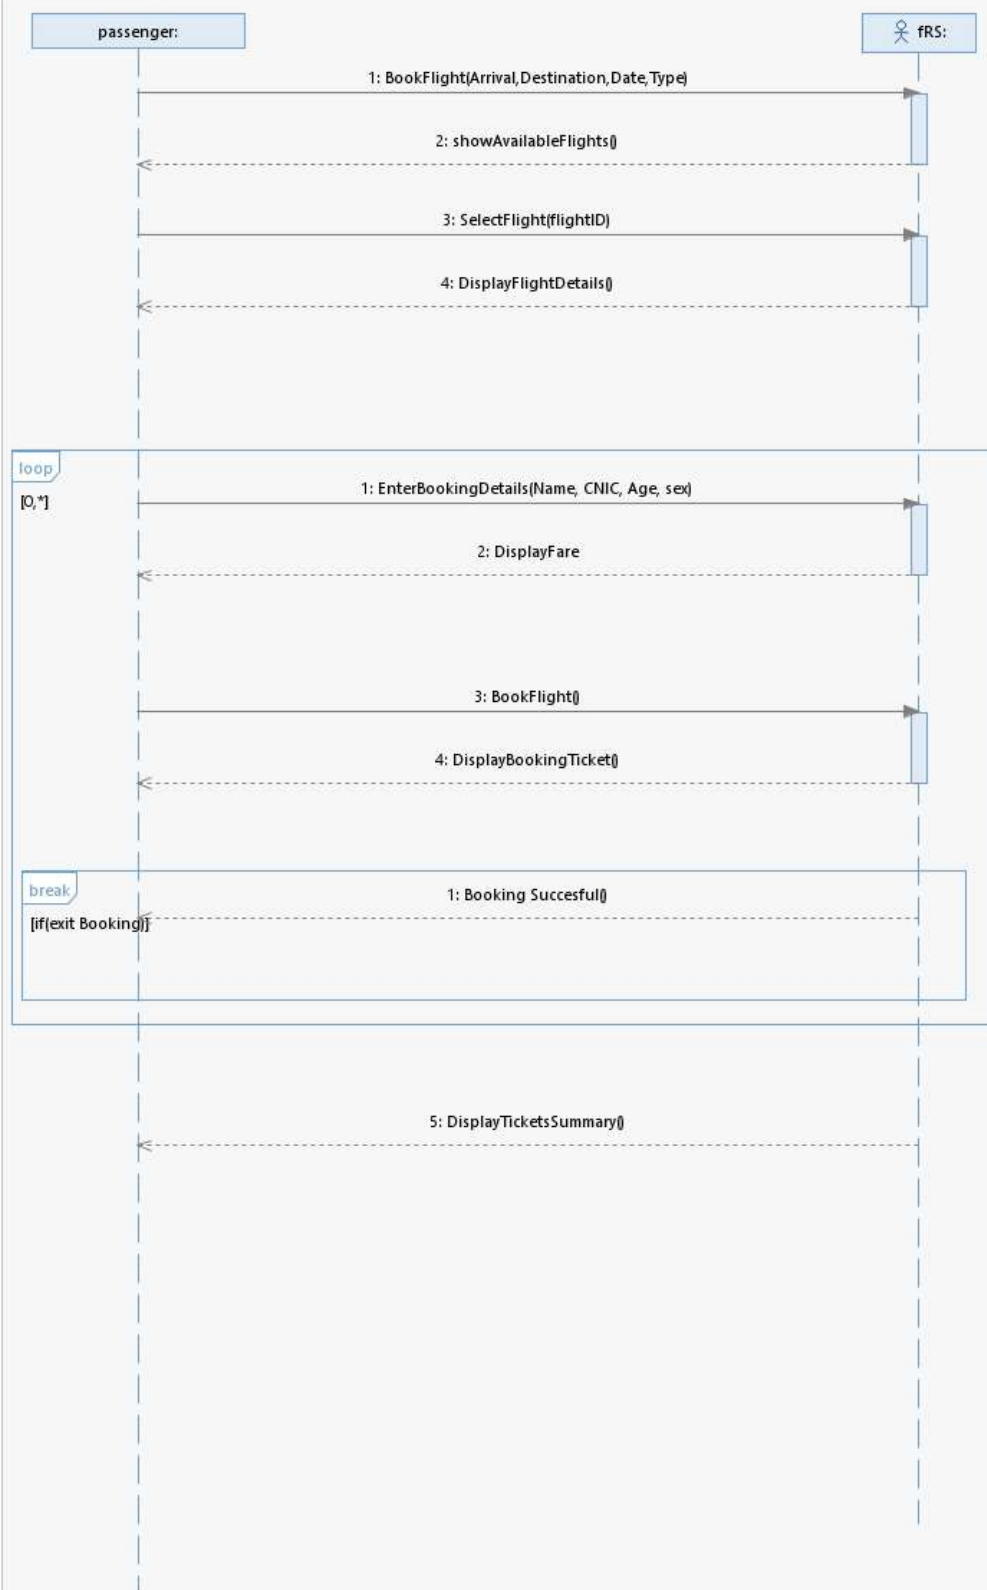 passenger:
fRS:
1: BookFlight(Arrival,Destination,Date,Type)
2: showAvailableFlights()
3: SelectFlight(flightID)
4: DisplayFlightDetails()
loop
[0,*]
1: EnterBookingDetails(Name, CNIC, Age, sex)
2: DisplayFare
3: BookFlight()
4: DisplayBookingTicket()
break
1: Booking Succesful()
[if(exit Booking)]
5: DisplayTicketsSummary()